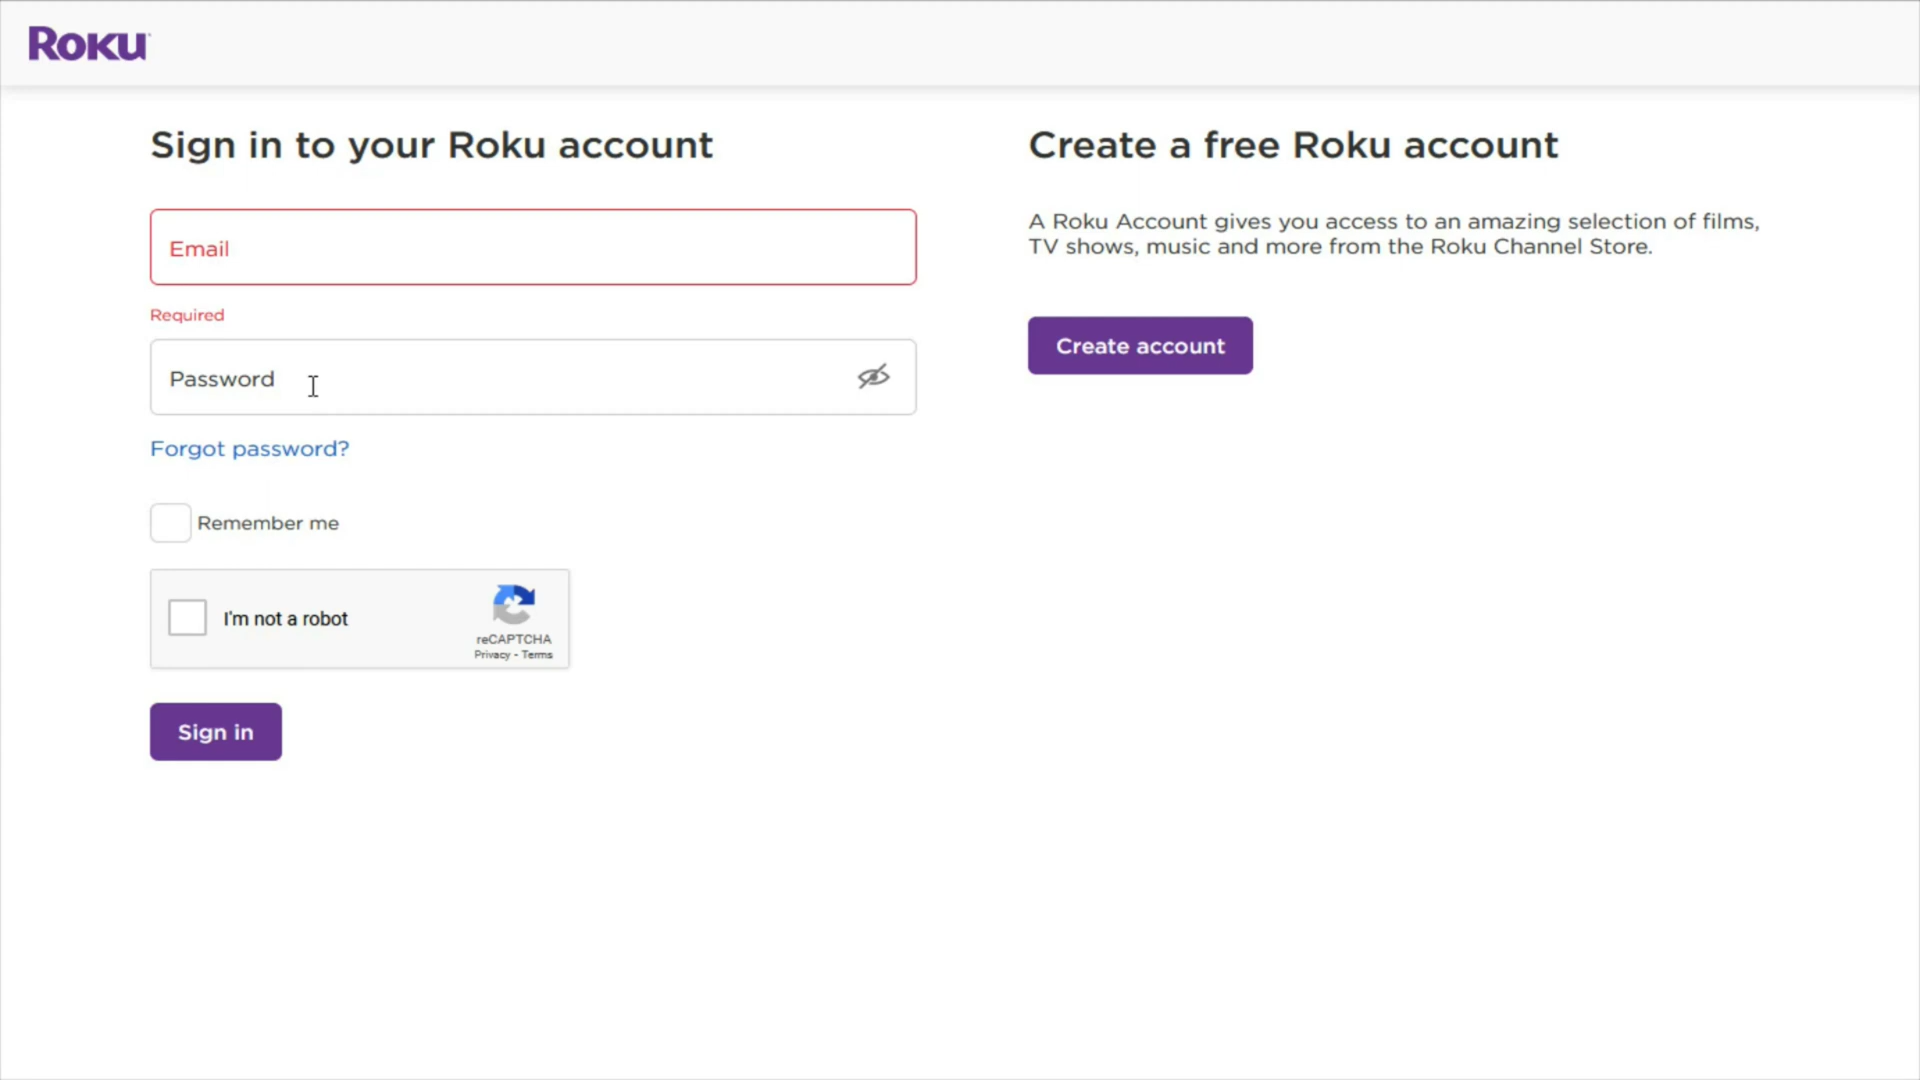 Roku
Sign in to your Roku account
Email
Required
Password
Forgot password?
Remember me
I'm not a robot
reCAPTCHA
Privacy - Terms
Sign in
Create a free Roku account
A Roku Account gives you access to an amazing selection of films,
TV shows, music and more from the Roku Channel Store.
Create account